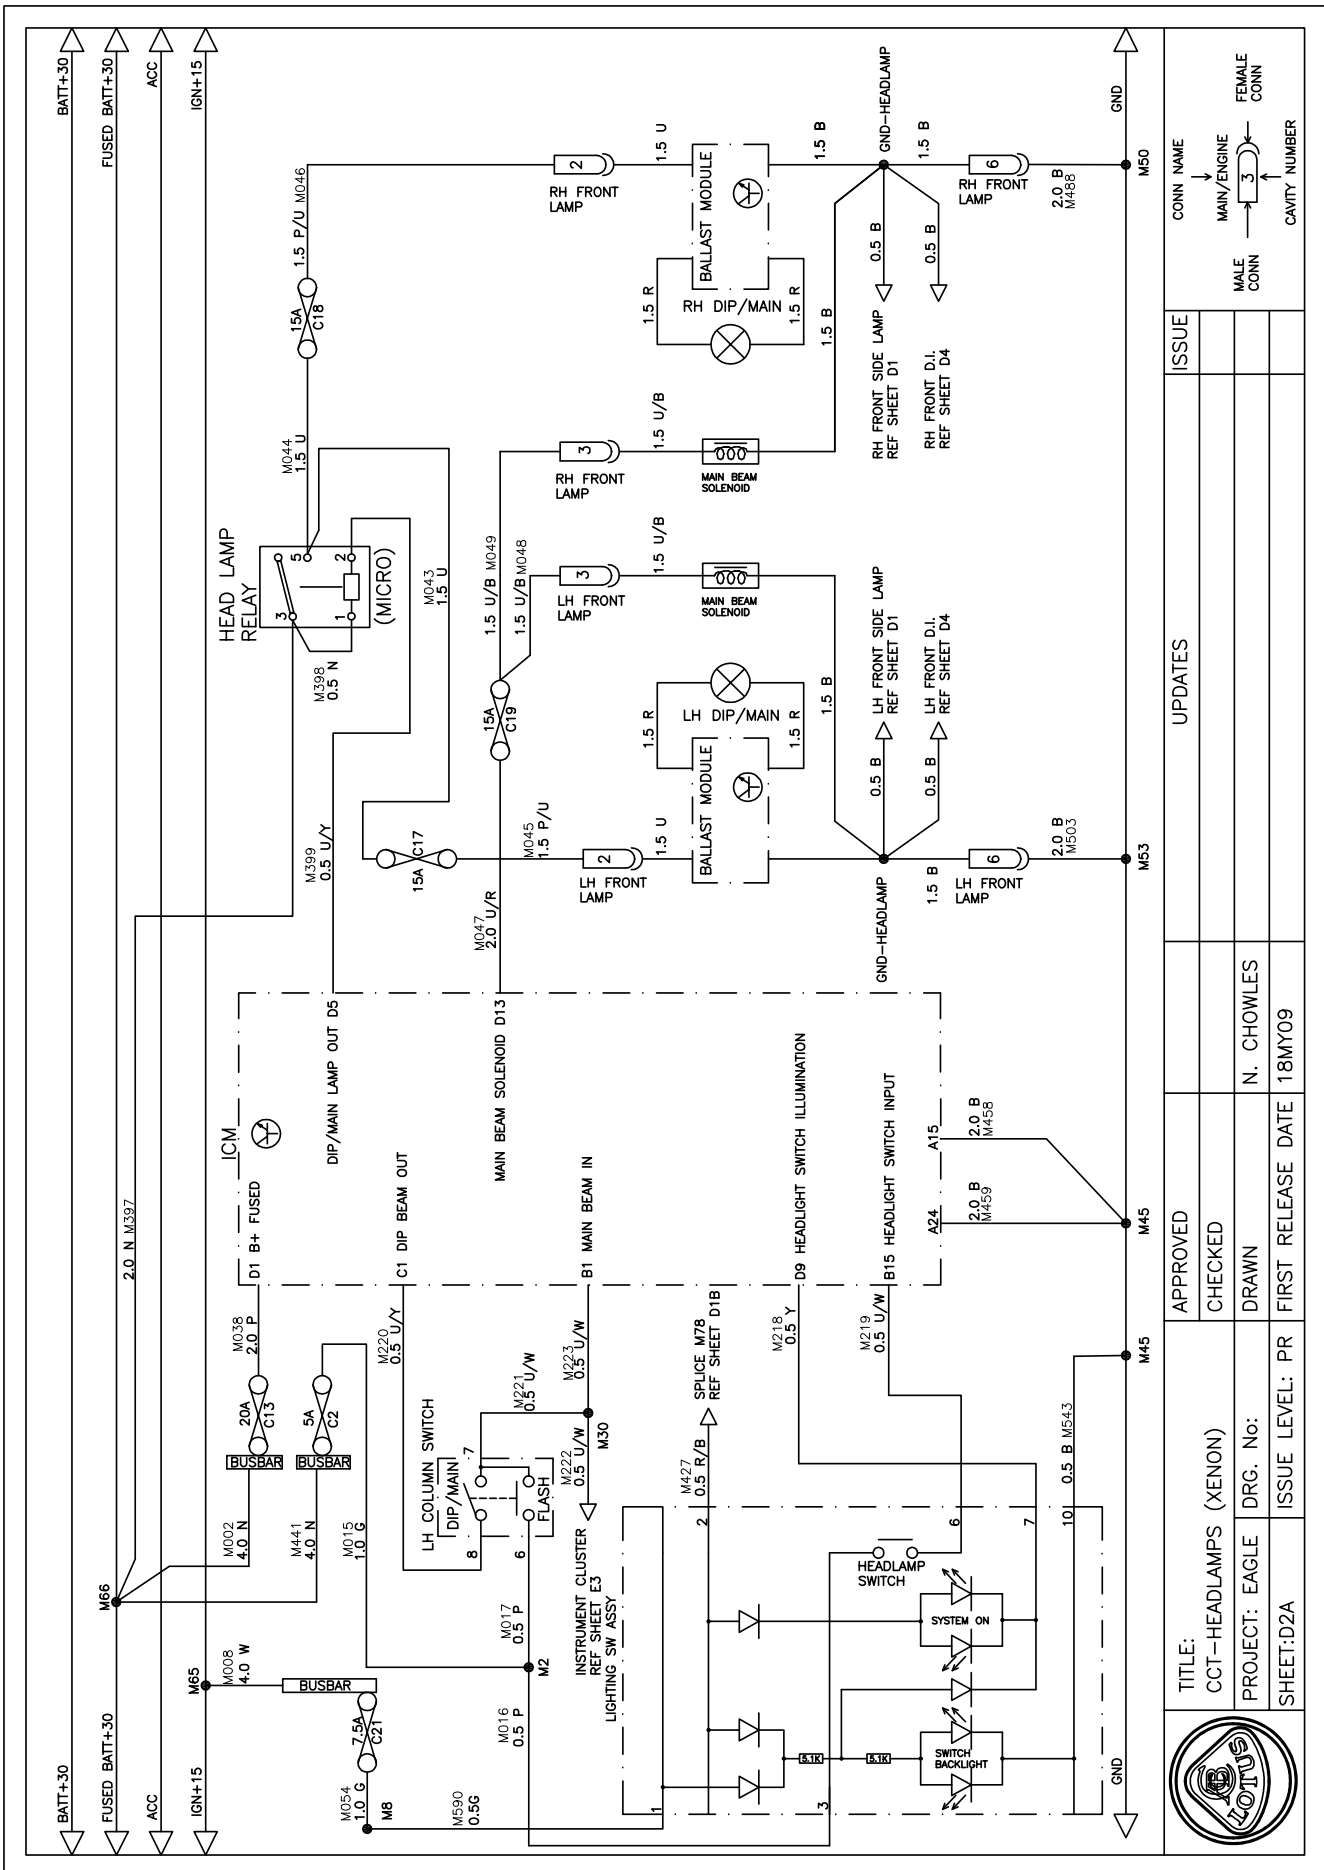 BATT+30
FUSED BATT+30
ACC
IGN+15
BATT+30
FUSED BATT+30
ACC
IGN+15
M65
M008
4.0 W
BUSBAR
7.5A
C21
M054
1.0 G
M8
M590
0.5G
M66
M002
4.0 N
M441
4.0 N
M015
1.0 G
BUSBAR
BUSBAR
20A
C13
5A
C2
M038
2.0 P
2.0 N M397
ICM
D1 B+ FUSED
DIP/MAIN LAMP OUT D5
C1 DIP BEAM OUT
MAIN BEAM SOLENOID D13
B1 MAIN BEAM IN
D9 HEADLIGHT SWITCH ILLUMINATION
B15 HEADLIGHT SWITCH INPUT
A24
A15
2.0 B
M459
2.0 B
M458
M45
M45
M220
0.5 U/Y
LH COLUMN SWITCH
DIP/MAIN
7
8
6
FLASH
M221
0.5 U/W
M223
0.5 U/W
M222
0.5 U/W
M30
M017
0.5 P
M2
M016
0.5 P
INSTRUMENT CLUSTER
REF SHEET E3
LIGHTING SW ASSY
M427
0.5 R/B
SPLICE M78
REF SHEET D1B
M218
0.5 Y
M219
0.5 U/W
0.5 B M543
1
2
3
6
7
10
HEADLAMP
SWITCH
SYSTEM ON
SWITCH
BACKLIGHT
5.1K
5.1K
GND
HEAD LAMP
RELAY
3
5
1
2
(MICRO)
M398
0.5 N
M399
0.5 U/Y
M044
1.5 U
M043
1.5 U
15A
C18
1.5 P/U M046
15A C17
M045
1.5 P/U
M047
2.0 U/R
15A
C19
1.5 U/B M049
1.5 U/B M048
2
RH FRONT
LAMP
1.5 U
BALLAST MODULE
RH DIP/MAIN
1.5 R
1.5 R
1.5 B
GND-HEADLAMP
1.5 B
6
RH FRONT
LAMP
2.0 B
M488
M50
GND
0.5 B
0.5 B
RH FRONT SIDE LAMP
REF SHEET D1
RH FRONT D.I.
REF SHEET D4
3
RH FRONT
LAMP
1.5 U/B
MAIN BEAM
SOLENOID
1.5 B
3
LH FRONT
LAMP
1.5 U/B
MAIN BEAM
SOLENOID
1.5 B
LH FRONT SIDE LAMP
REF SHEET D1
LH FRONT D.I.
REF SHEET D4
0.5 B
0.5 B
2
LH FRONT
LAMP
1.5 U
BALLAST MODULE
LH DIP/MAIN
1.5 R
1.5 R
GND-HEADLAMP
1.5 B
6
LH FRONT
LAMP
2.0 B
M503
M53
LOTUS
TITLE:
CCT-HEADLAMPS (XENON)
PROJECT: EAGLE
DRG. No:
SHEET:D2A
ISSUE LEVEL: PR
APPROVED
CHECKED
DRAWN
N. CHOWLES
FIRST RELEASE DATE
18MY09
UPDATES
ISSUE
CONN NAME
MAIN/ENGINE
3
MALE
CONN
FEMALE
CONN
CAVITY NUMBER